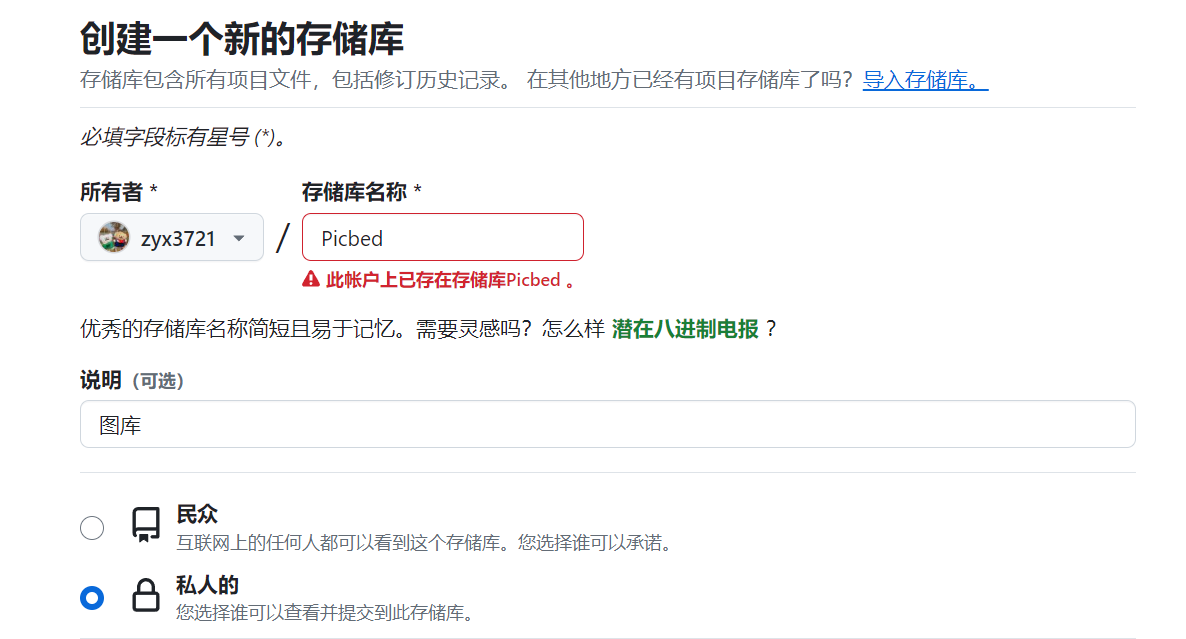 创建一个新的存储库
存储库包含所有项目文件，包括修订历史记录。 在其他地方已经有项目存储库了吗？导入存储库。
必填字段标有星号 (*)。
所有者 *
存储库名称 *
zyx3721
/
Picbed
此帐户上已存在存储库Picbed 。
优秀的存储库名称简短且易于记忆。需要灵感吗？怎么样 潜在八进制电报 ？
说明 （可选）
图库
民众
互联网上的任何人都可以看到这个存储库。您选择谁可以承诺。
私人的
您选择谁可以查看并提交到此存储库。